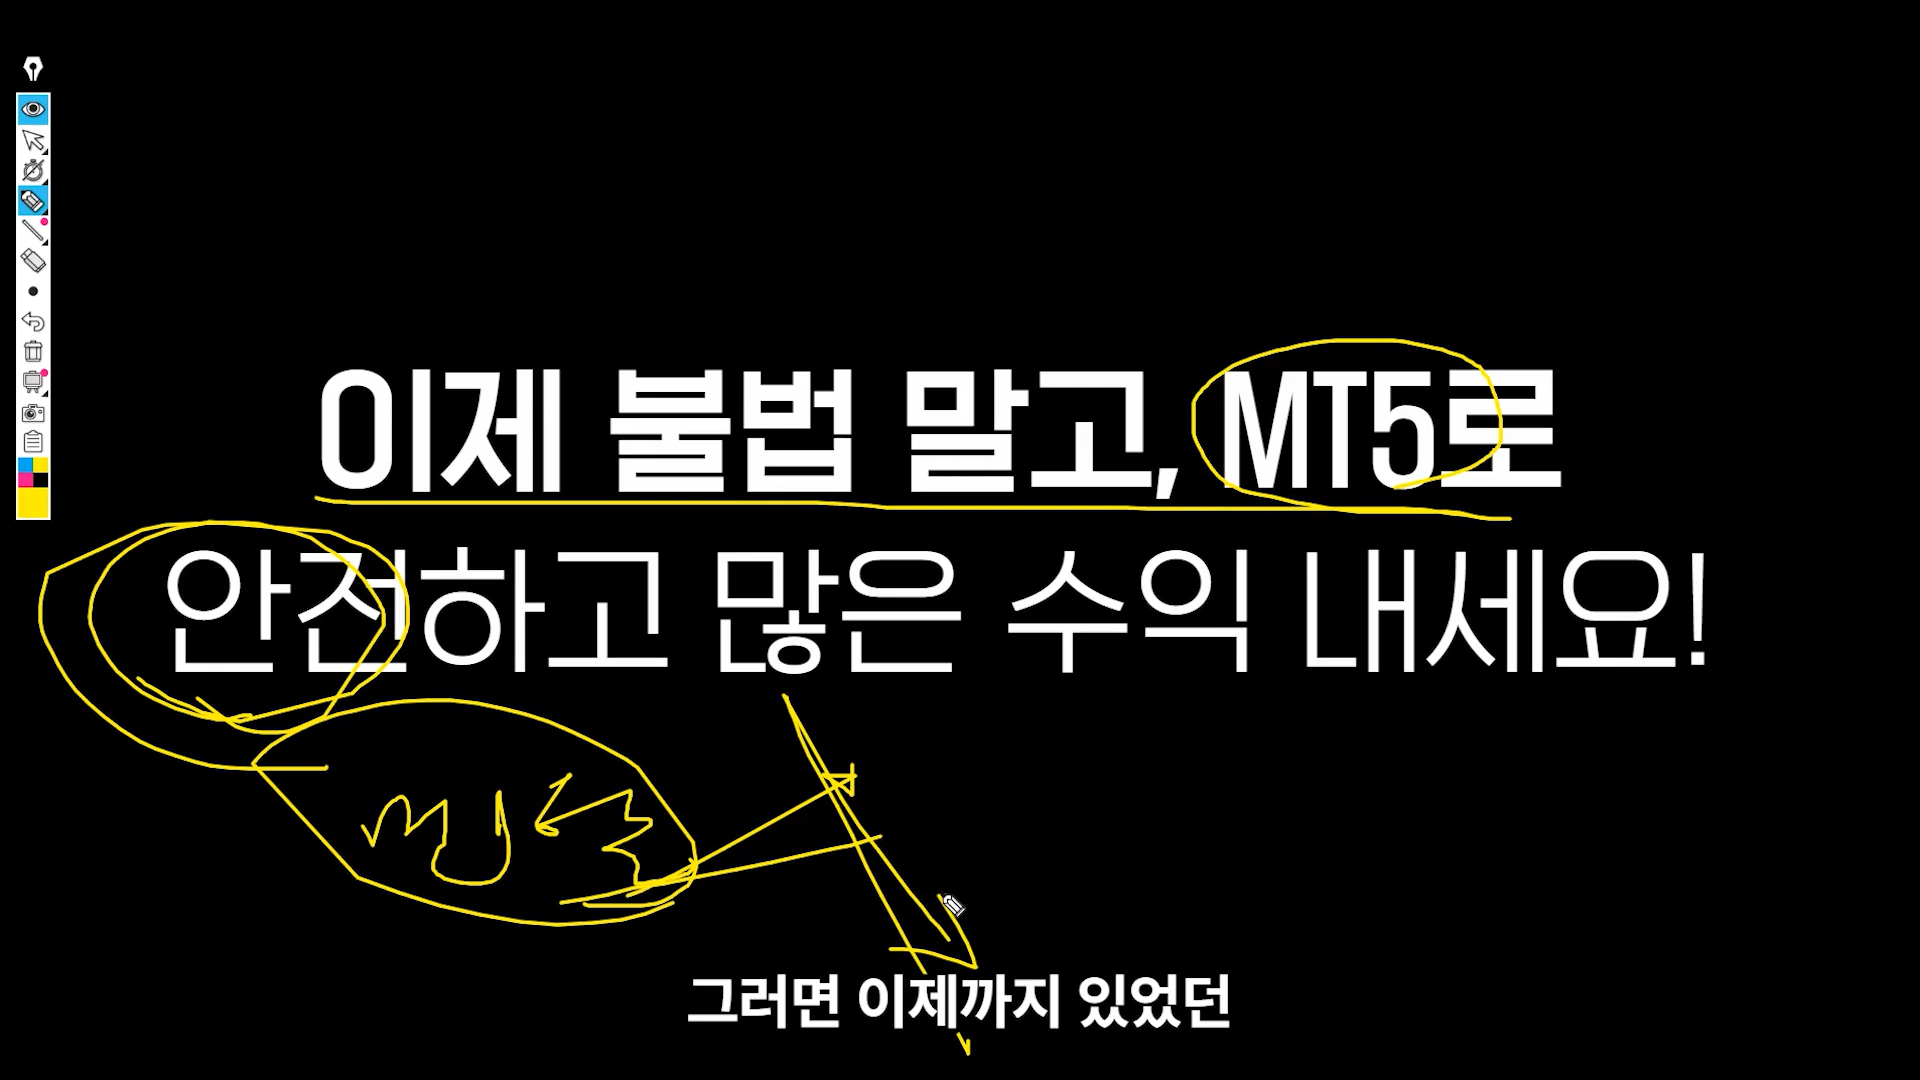 이제 불법 말고, MT5로
안전하고 많은 수익 내세요!
그러면 이제까지 있었던